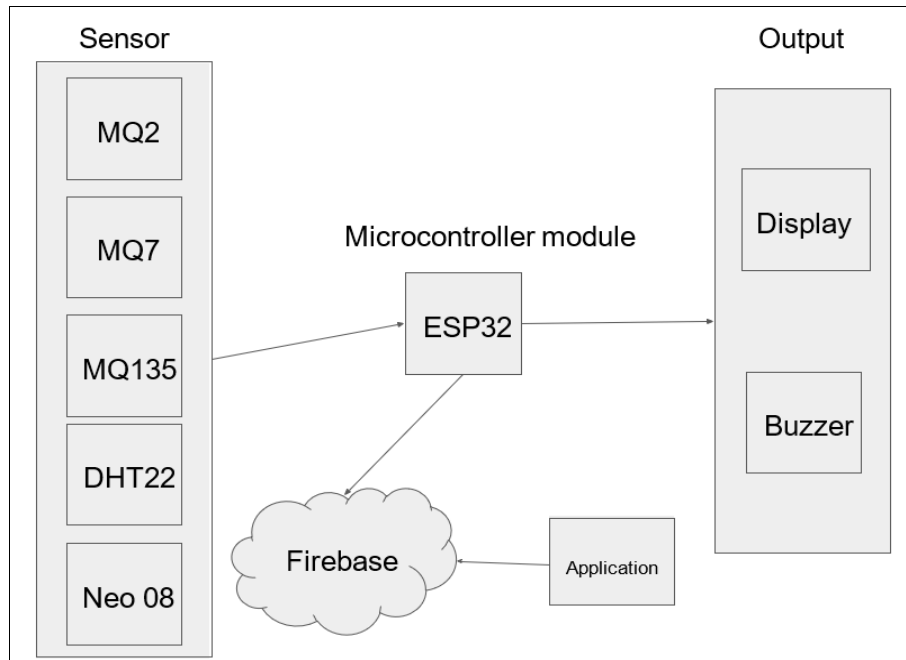 Sensor
MQ2
MQ7
MQ135
DHT22
Neo 08
Microcontroller module
ESP32
Firebase
Application
Output
Display
Buzzer